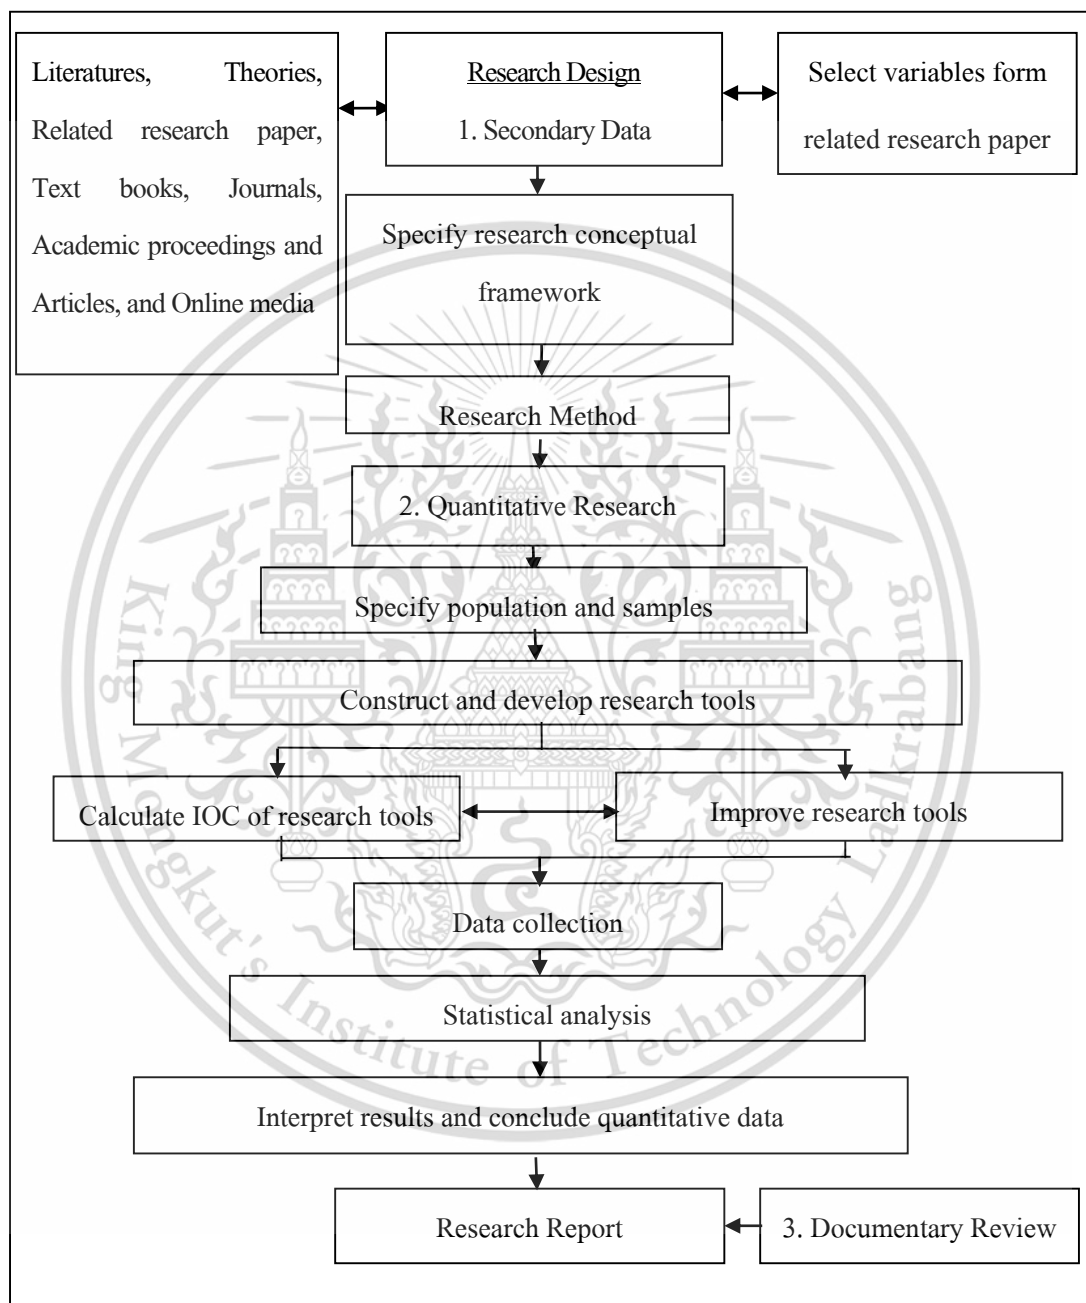 Literatures, Theories,
Related research paper,
Text books, Journals,
Academic proceedings and
Articles, and Online media
Research Design
1. Secondary Data
Select variables form
related research paper
Specify research conceptual
framework
Research Method
2. Quantitative Research
Specify population and samples
Construct and develop research tools
Calculate IOC of research tools
Improve research tools
Data collection
Statistical analysis
Interpret results and conclude quantitative data
Research Report
3. Documentary Review
King Mongkut's Institute of Technology Ladkrabang